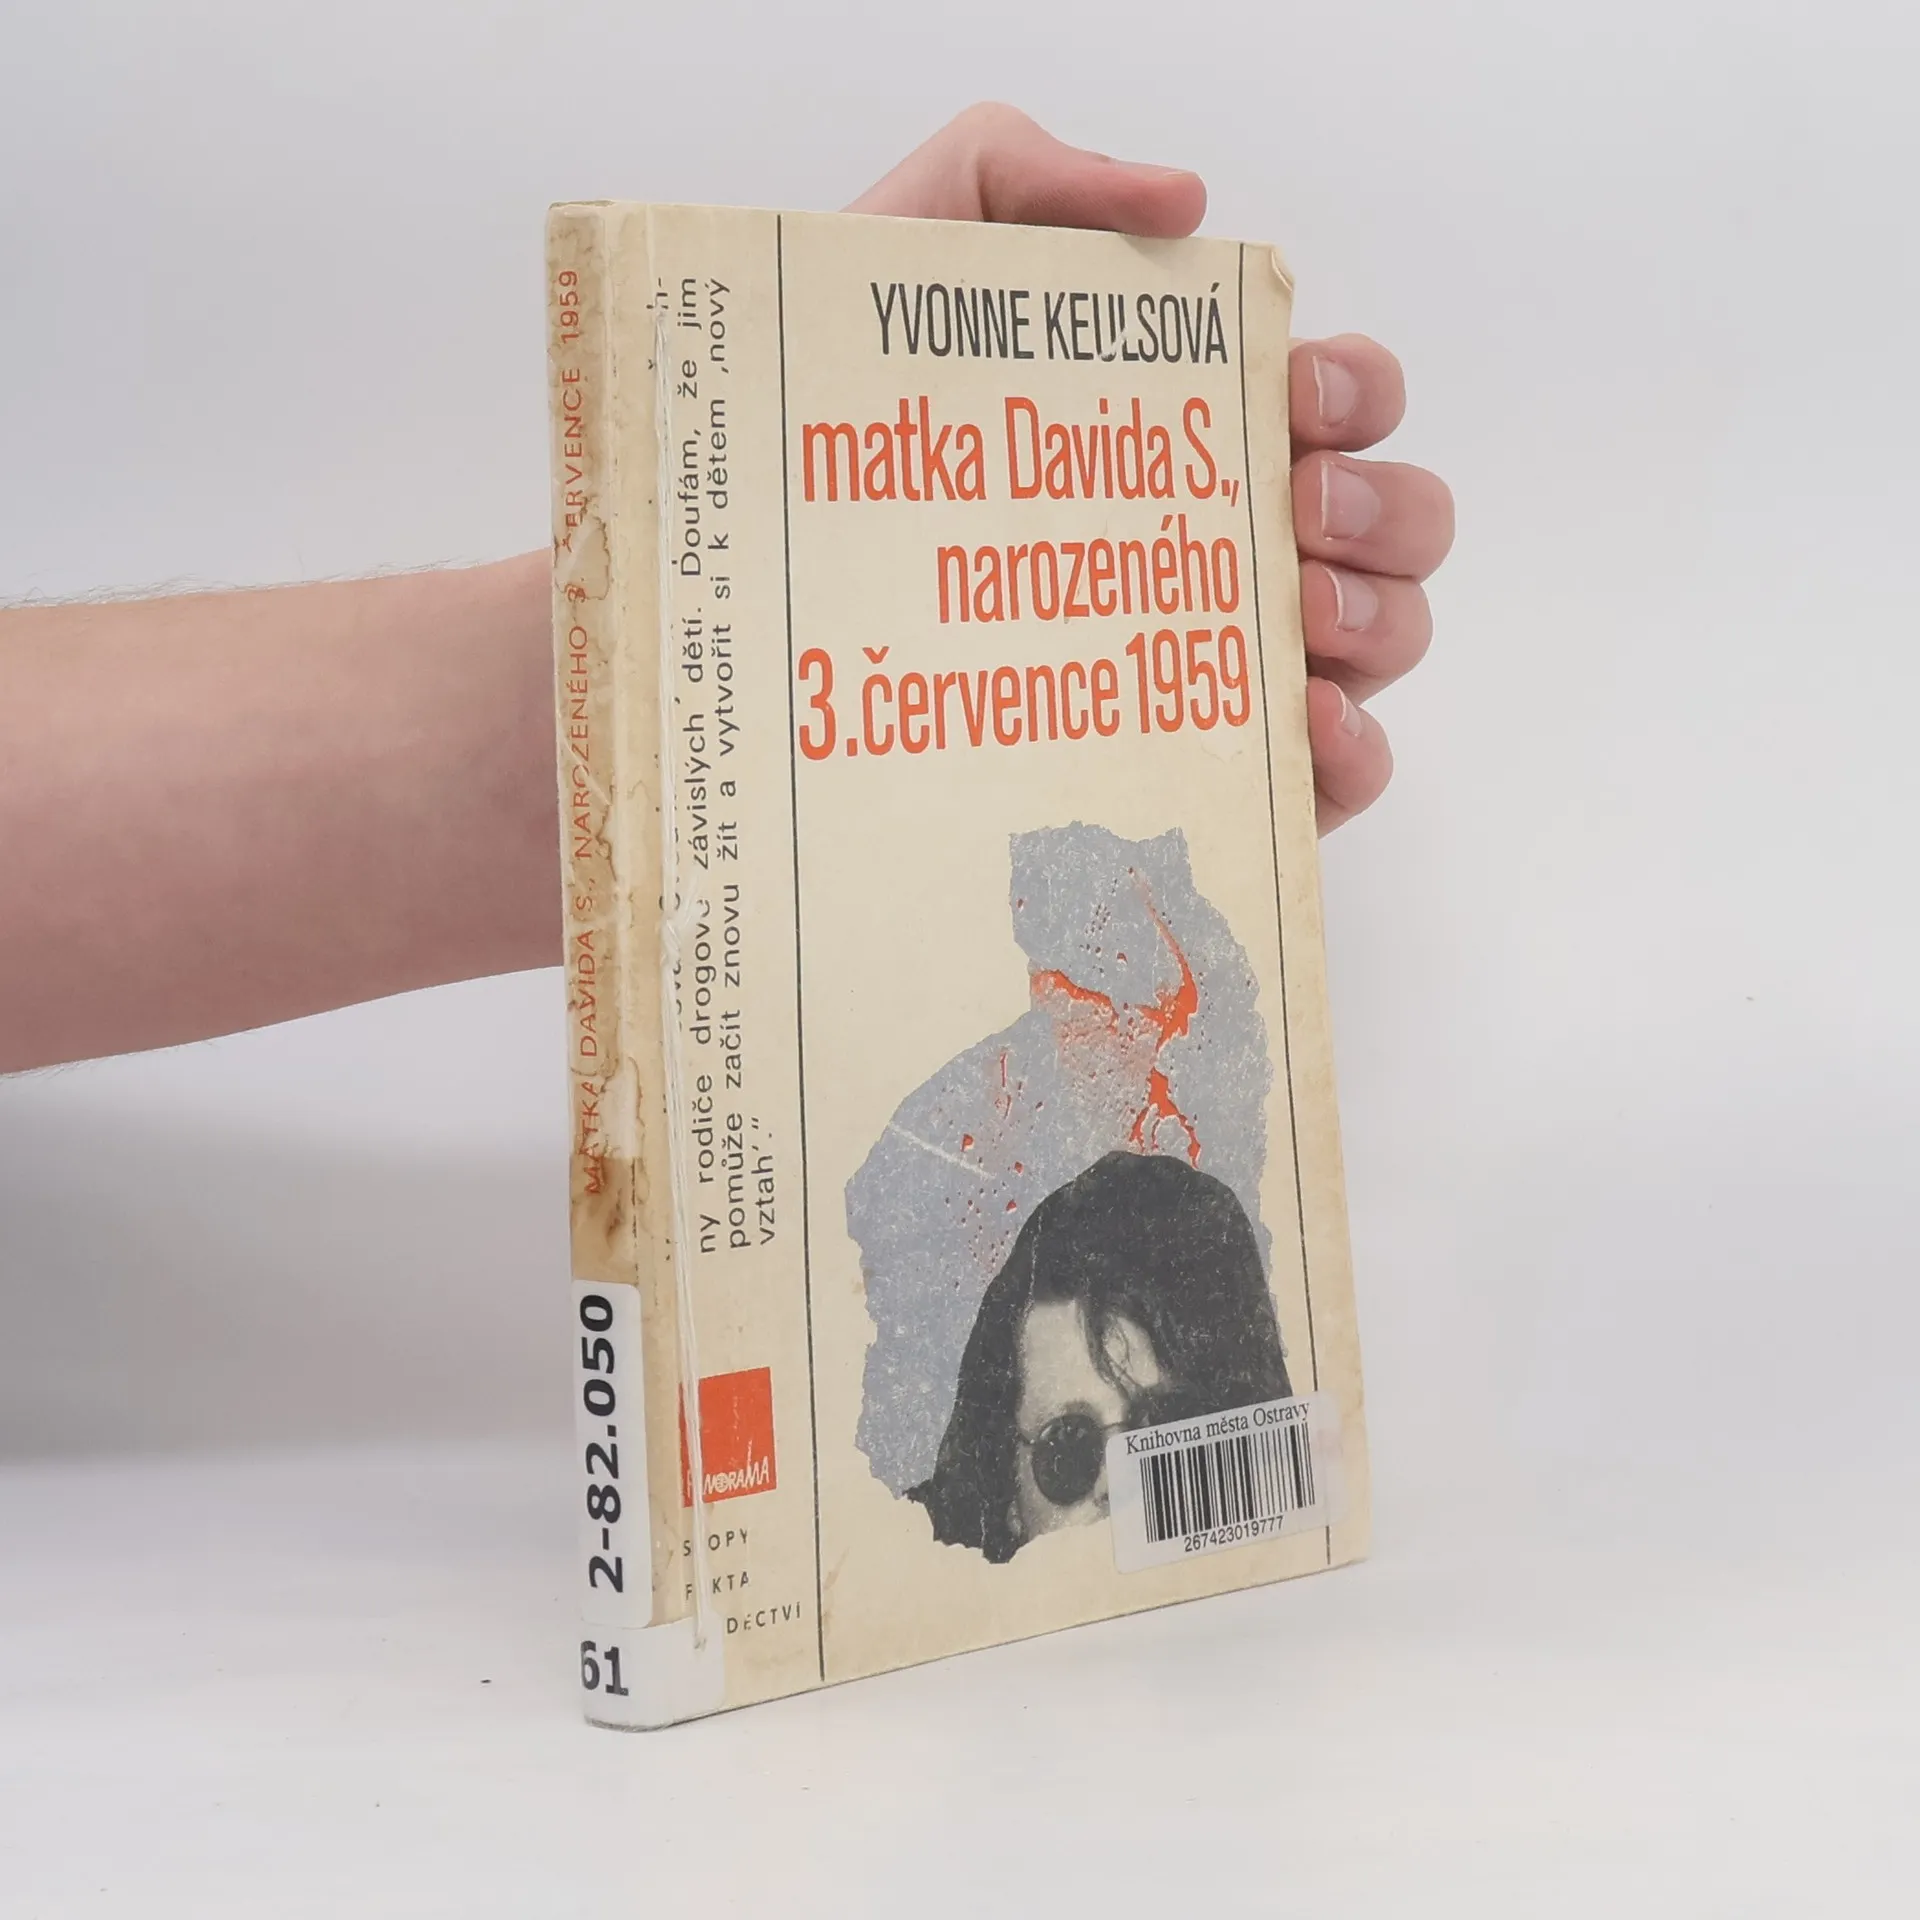 YVONNE KEULSOVÁ
matka Davida S.,
narozeného
3. července 1959
ny rodiče drogově závislých dětí. Doufám, že jim
pomůže začít znovu žít a vytvořit si k dětem ‚nový
vztah‘.“
MATKA DAVIDA S., NAROZENÉHO 3. ČERVENCE 1959
2-82.050
61
PANORAMA
Knihovna města Ostravy
267423019777